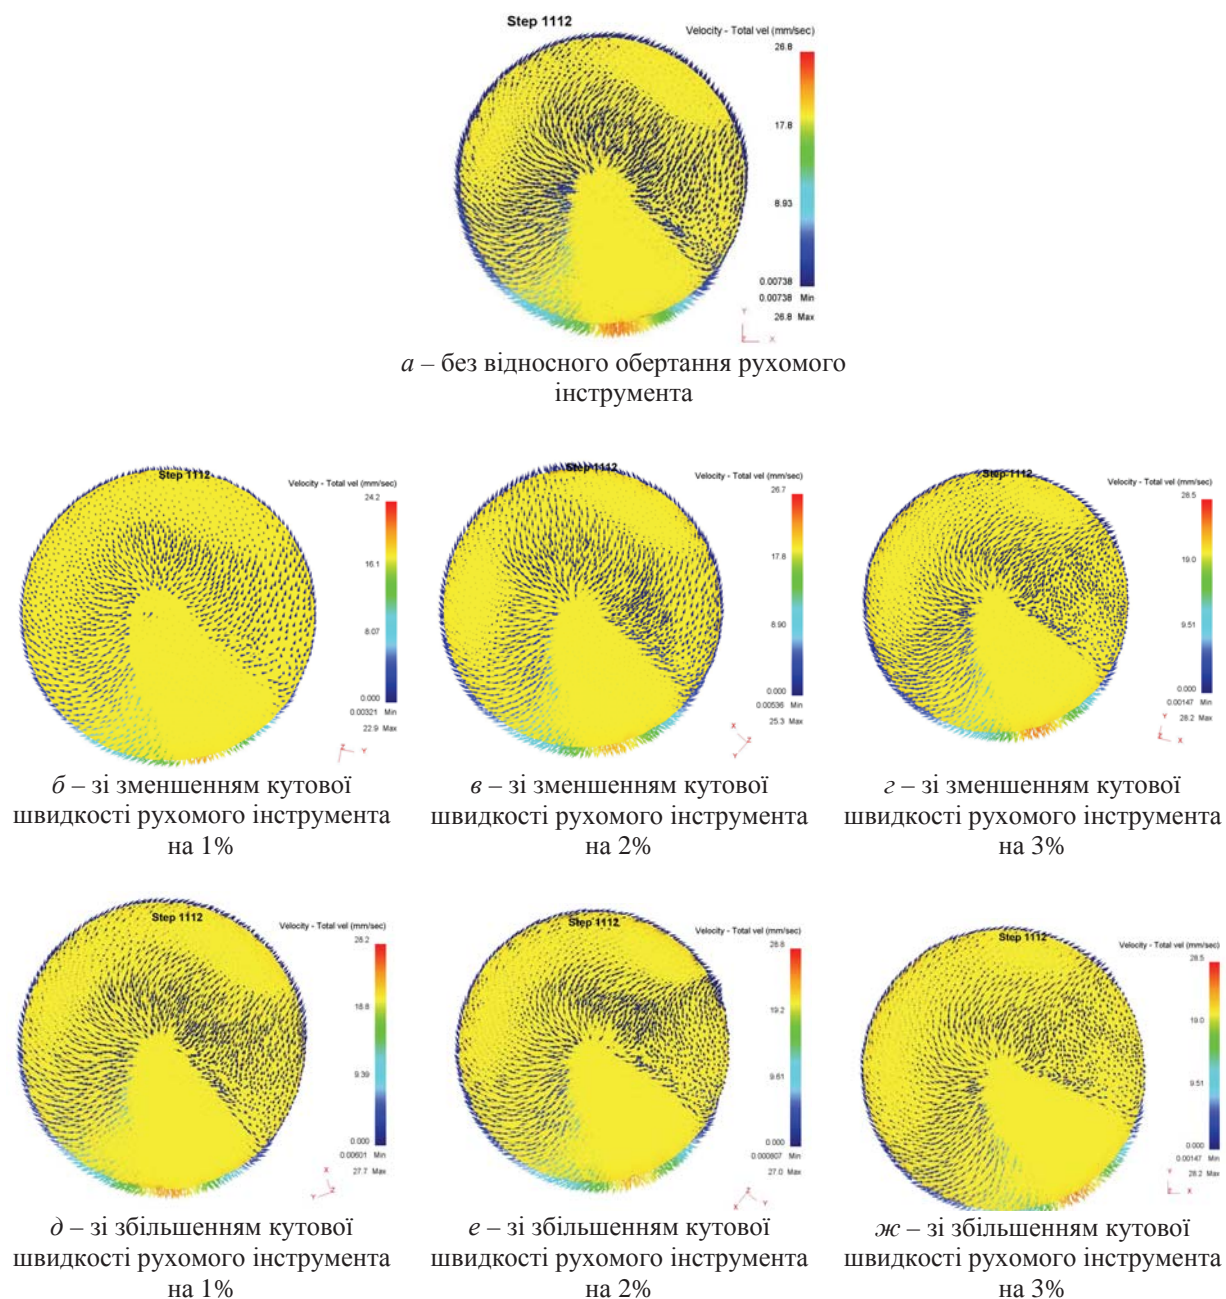 Step 1112
Velocity - Total vel (mm/sec)
26.8
17.8
8.93
0.00738
0.00738 Min
26.8 Max
Y
Z X
а – без відносного обертання рухомого
інструмента
Step 1112
Velocity - Total vel (mm/sec)
24.2
16.1
8.07
0.000
0.00321 Min
22.9 Max
Z Y
б – зі зменшенням кутової
швидкості рухомого інструмента
на 1%
Step 1112
Velocity - Total vel (mm/sec)
26.7
17.8
8.90
0.000
0.00536 Min
25.3 Max
X
Z
Y
в – зі зменшенням кутової
швидкості рухомого інструмента
на 2%
Step 1112
Velocity - Total vel (mm/sec)
28.5
19.0
9.51
0.000
0.00147 Min
28.2 Max
Y
Z X
г – зі зменшенням кутової
швидкості рухомого інструмента
на 3%
Step 1112
Velocity - Total vel (mm/sec)
28.2
18.8
9.39
0.000
0.00601 Min
27.7 Max
X
Y Z
д – зі збільшенням кутової
швидкості рухомого інструмента
на 1%
Step 1112
Velocity - Total vel (mm/sec)
28.8
19.2
9.61
0.000
0.000807 Min
27.0 Max
Z
X Y
е – зі збільшенням кутової
швидкості рухомого інструмента
на 2%
Step 1112
Velocity - Total vel (mm/sec)
28.5
19.0
9.51
0.000
0.00147 Min
28.2 Max
Y
Z X
ж – зі збільшенням кутової
швидкості рухомого інструмента
на 3%